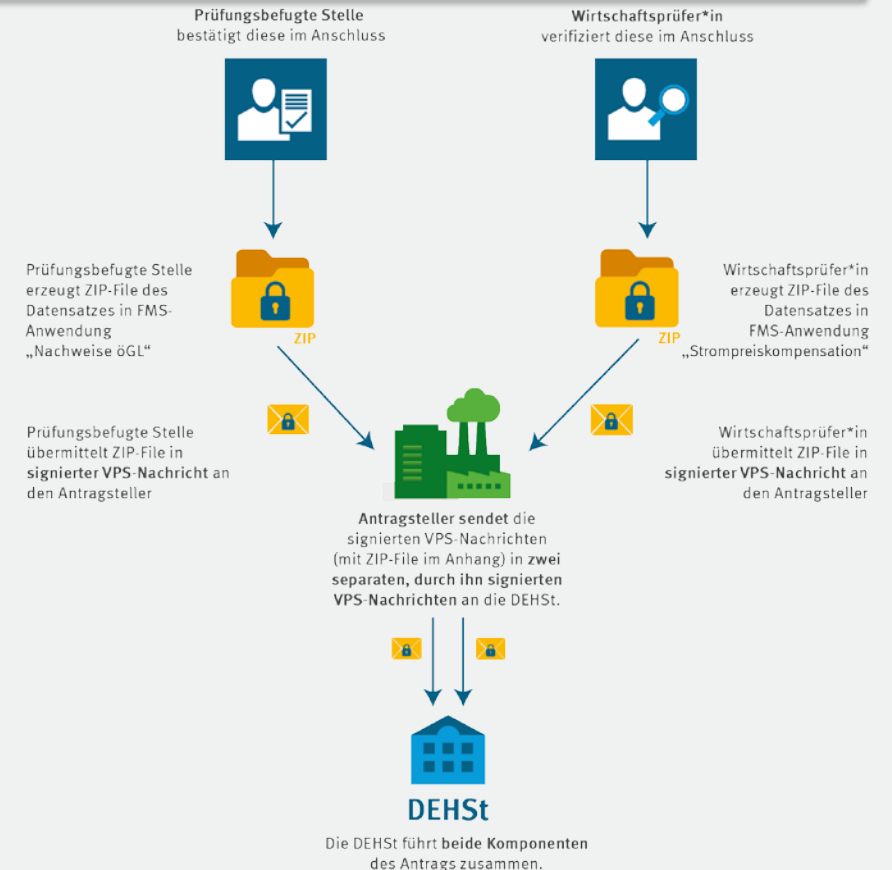 Prüfungsbefugte Stelle
bestätigt diese im Anschluss
Wirtschaftsprüfer*in
verifiziert diese im Anschluss
Prüfungsbefugte Stelle
erzeugt ZIP-File des
Datensatzes in FMS-
Anwendung
„Nachweise öGL“
ZIP
ZIP
Wirtschaftsprüfer*in
erzeugt ZIP-File des
Datensatzes in
FMS-Anwendung
„Strompreiskompensation“
Prüfungsbefugte Stelle
übermittelt ZIP-File in
signierter VPS-Nachricht an
den Antragsteller
Wirtschaftsprüfer*in
übermittelt ZIP-File in
signierter VPS-Nachricht an
den Antragsteller
Antragsteller sendet die
signierten VPS-Nachrichten
(mit ZIP-File im Anhang) in zwei
separaten, durch ihn signierten
VPS-Nachrichten an die DEHSt.
DEHSt
Die DEHSt führt beide Komponenten
des Antrags zusammen.